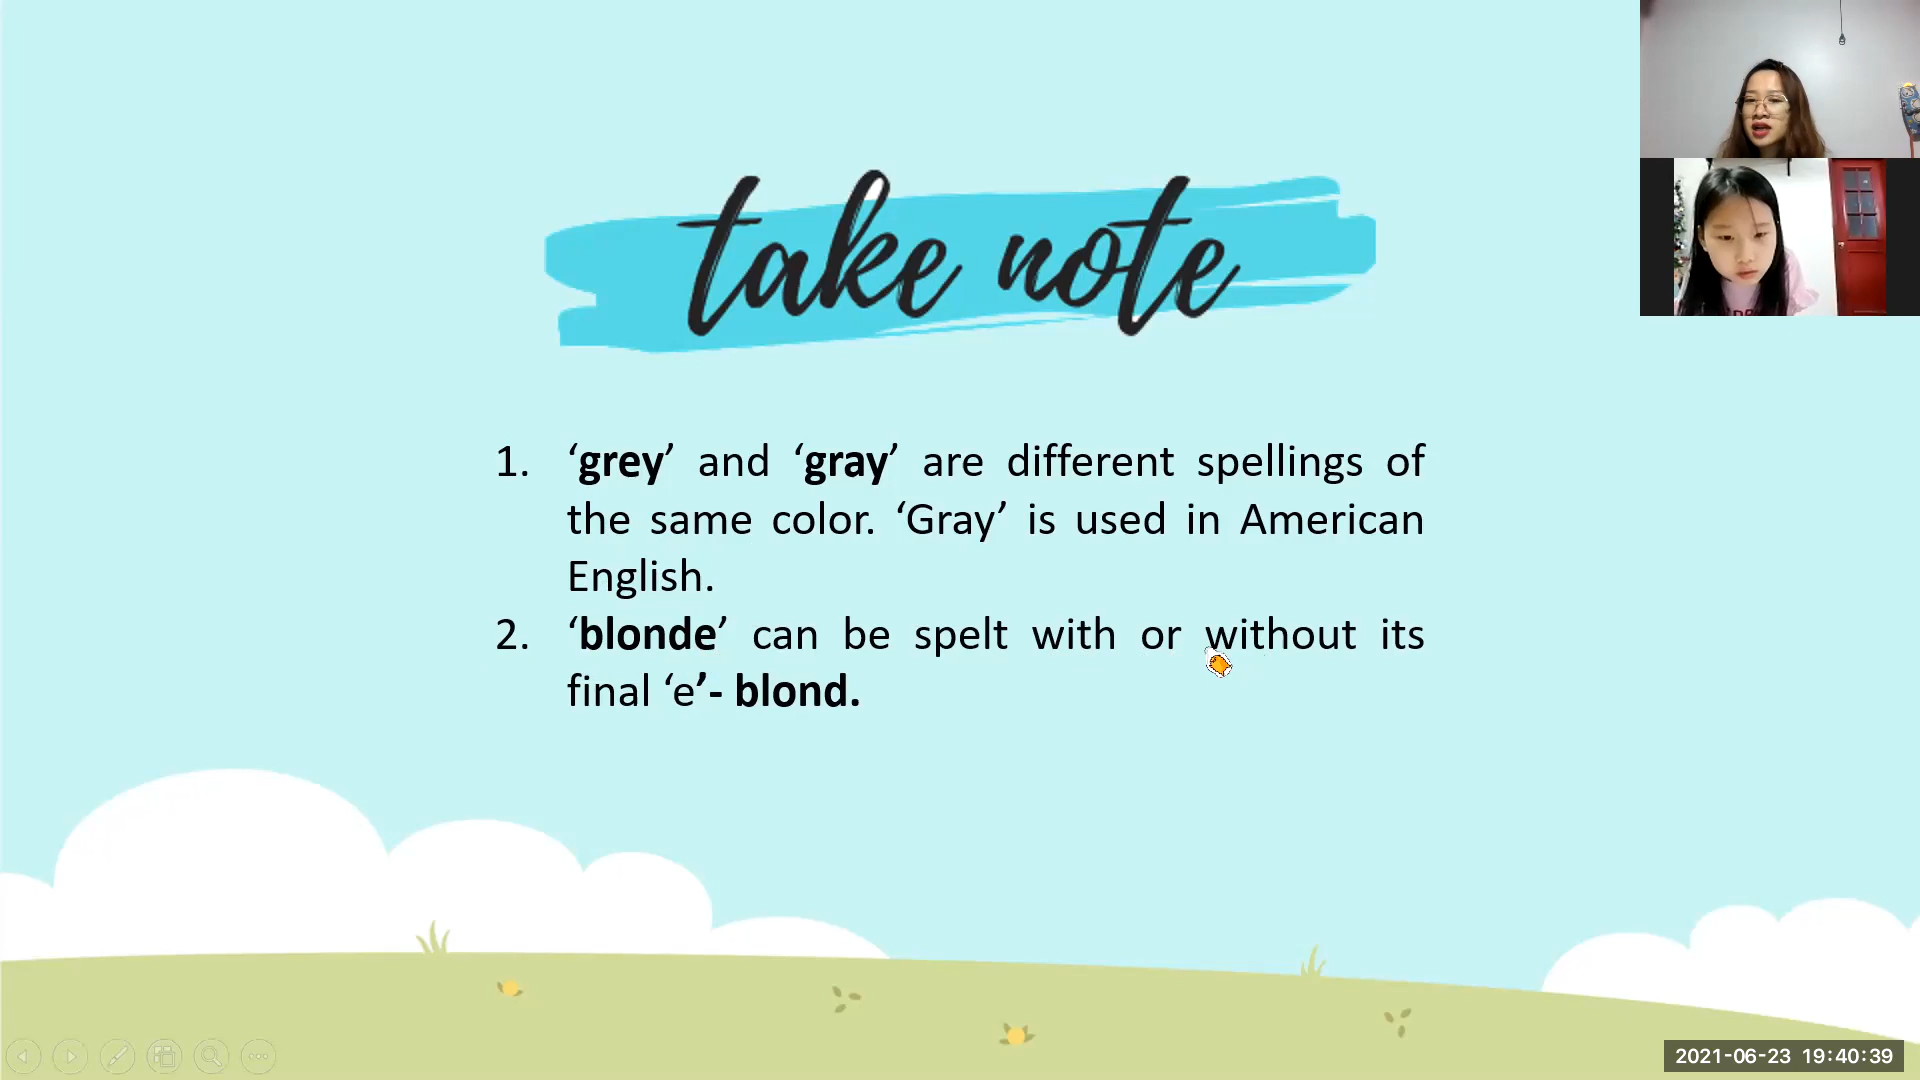 take note
1. ‘grey’ and ‘gray’ are different spellings of
the same color. ‘Gray’ is used in American
English.
2. ‘blonde’ can be spelt with or without its
final ‘e’- blond.
2021-06-23 19:40:39